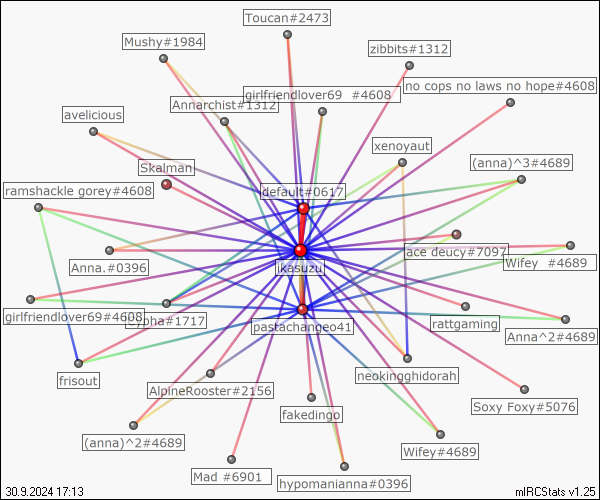 Toucan#2473
Mushy#1984
zibbits#1312
no cops no laws no hope#4608
girlfriendlover69 #4608
Annarchist#1312
avelicious
xenoyaut
(anna)^3#4689
Skalman
ramshackle gorey#4608
default#0617
ace deucy#7097
Wifey #4689
Anna.#0396
ikasuzu
girlfriendlover69#4608
#1717
pastachangeo41
rattgaming
Anna^2#4689
frisout
AlpineRooster#2156
neokingghidorah
fakedingo
Soxy Foxy#5076
(anna)^2#4689
Wifey#4689
Mad #6901
hypomanianna#0396
30.9.2024 17:13
mIRCStats v1.25